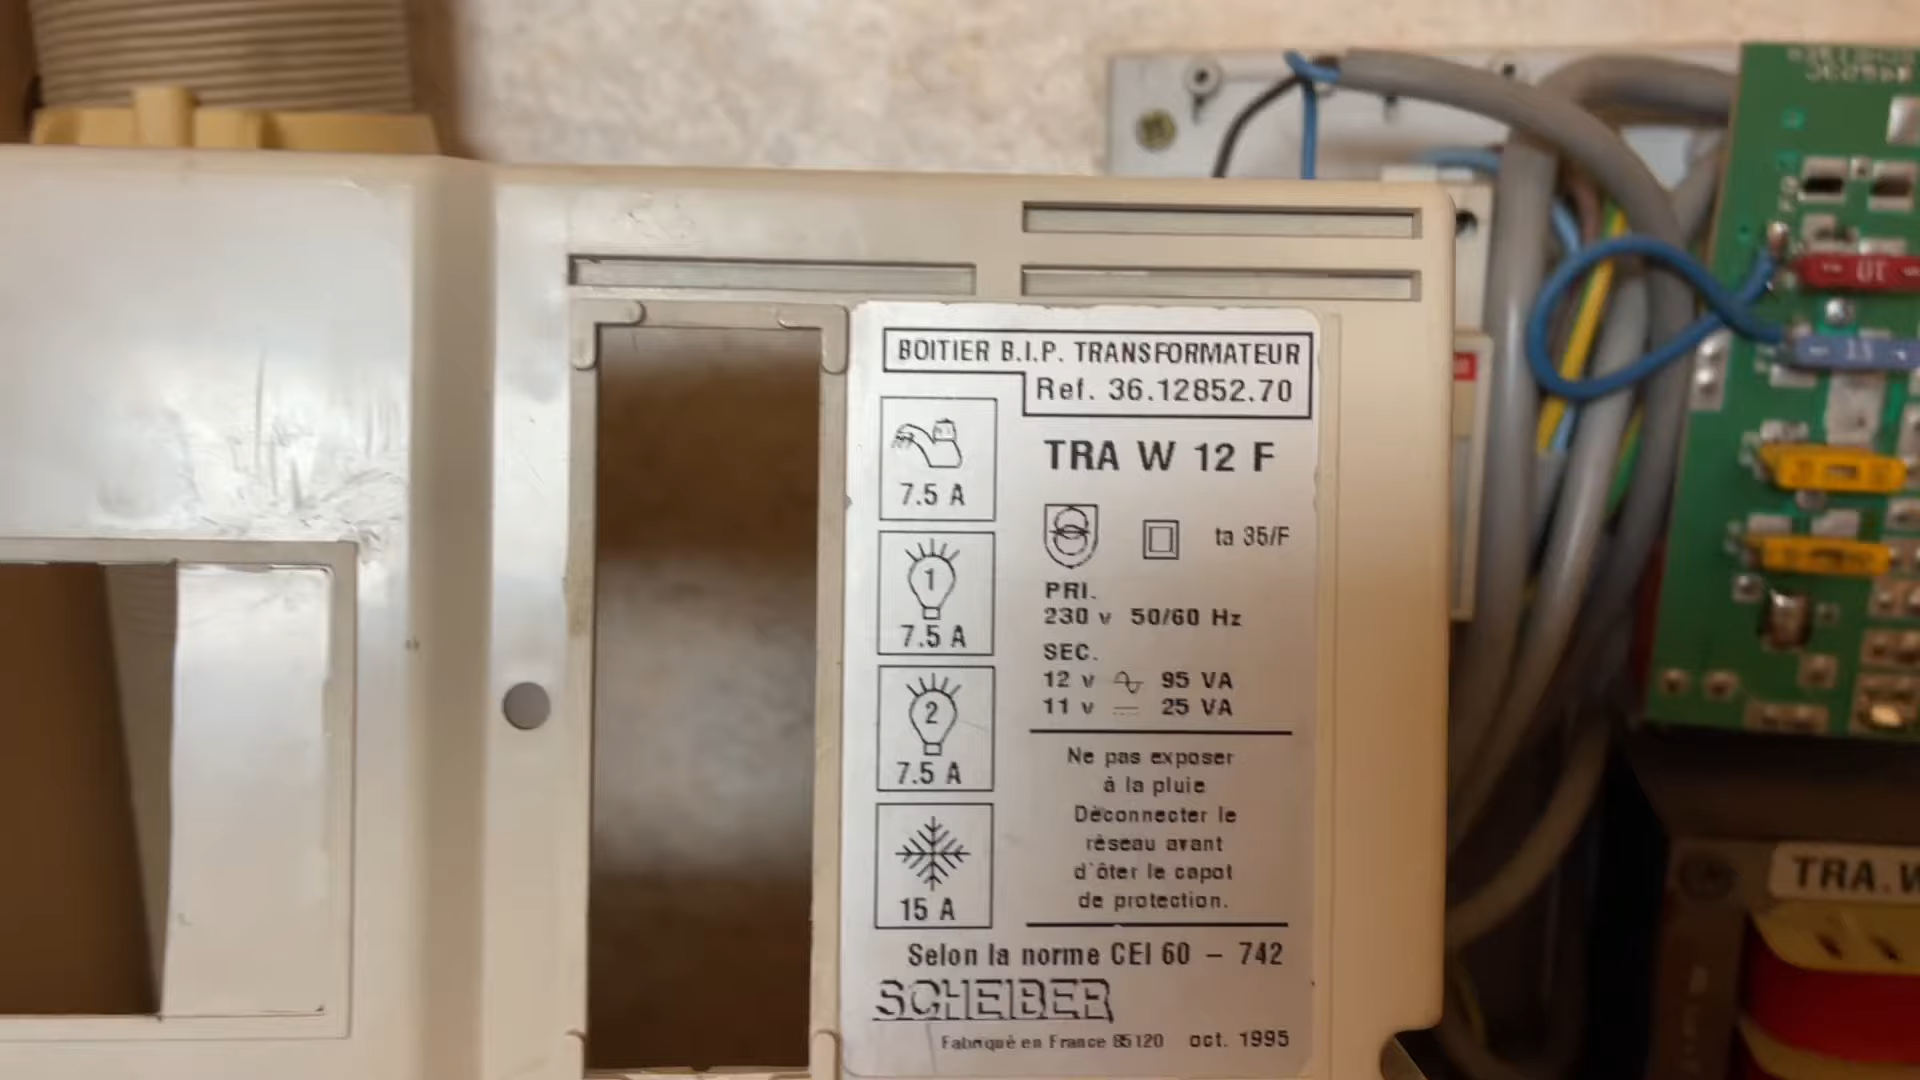 BOITIER B.I.P. TRANSFORMATEUR
Ref. 36.12852.70
TRA W 12 F
7.5 A
ta 35/F
1
7.5 A
PRI.
230 v 50/60 Hz
SEC.
12 v 95 VA
11 v 25 VA
2
7.5 A
Ne pas exposer
à la pluie
Déconnecter le
réseau avant
d'ôter le capot
de protection.
15 A
Selon la norme CEI 60 – 742
SCHEIBER
Fabriqué en France 85120 oct. 1995
TRA.W
10
15